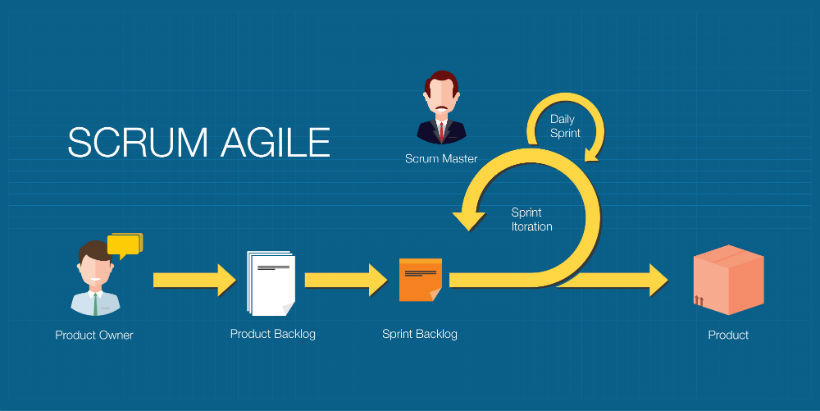 SCRUM AGILE
Scrum Master
Daily
Sprint
Sprint
Itoration
Product Owner
Product Backlog
Sprint Backlog
Product